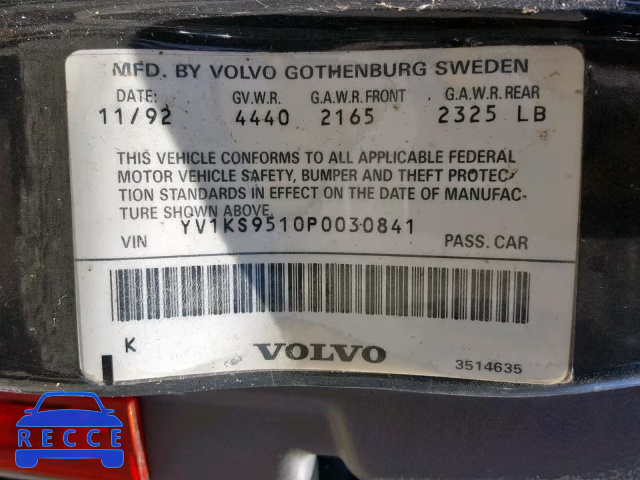 MFD. BY VOLVO GOTHENBURG SWEDEN
DATE: GV.W.R. G.A.W.R. FRONT G.A.W.R. REAR
11/92 4440 2165 2325 LB
THIS VEHICLE CONFORMS TO ALL APPLICABLE FEDERAL
MOTOR VEHICLE SAFETY, BUMPER AND THEFT PROTEC-
TION STANDARDS IN EFFECT ON THE DATE OF MANUFAC-
TURE SHOWN ABOVE.
YV1KS9510P0030841
VIN PASS. CAR
K VOLVO 3514635
RECCE